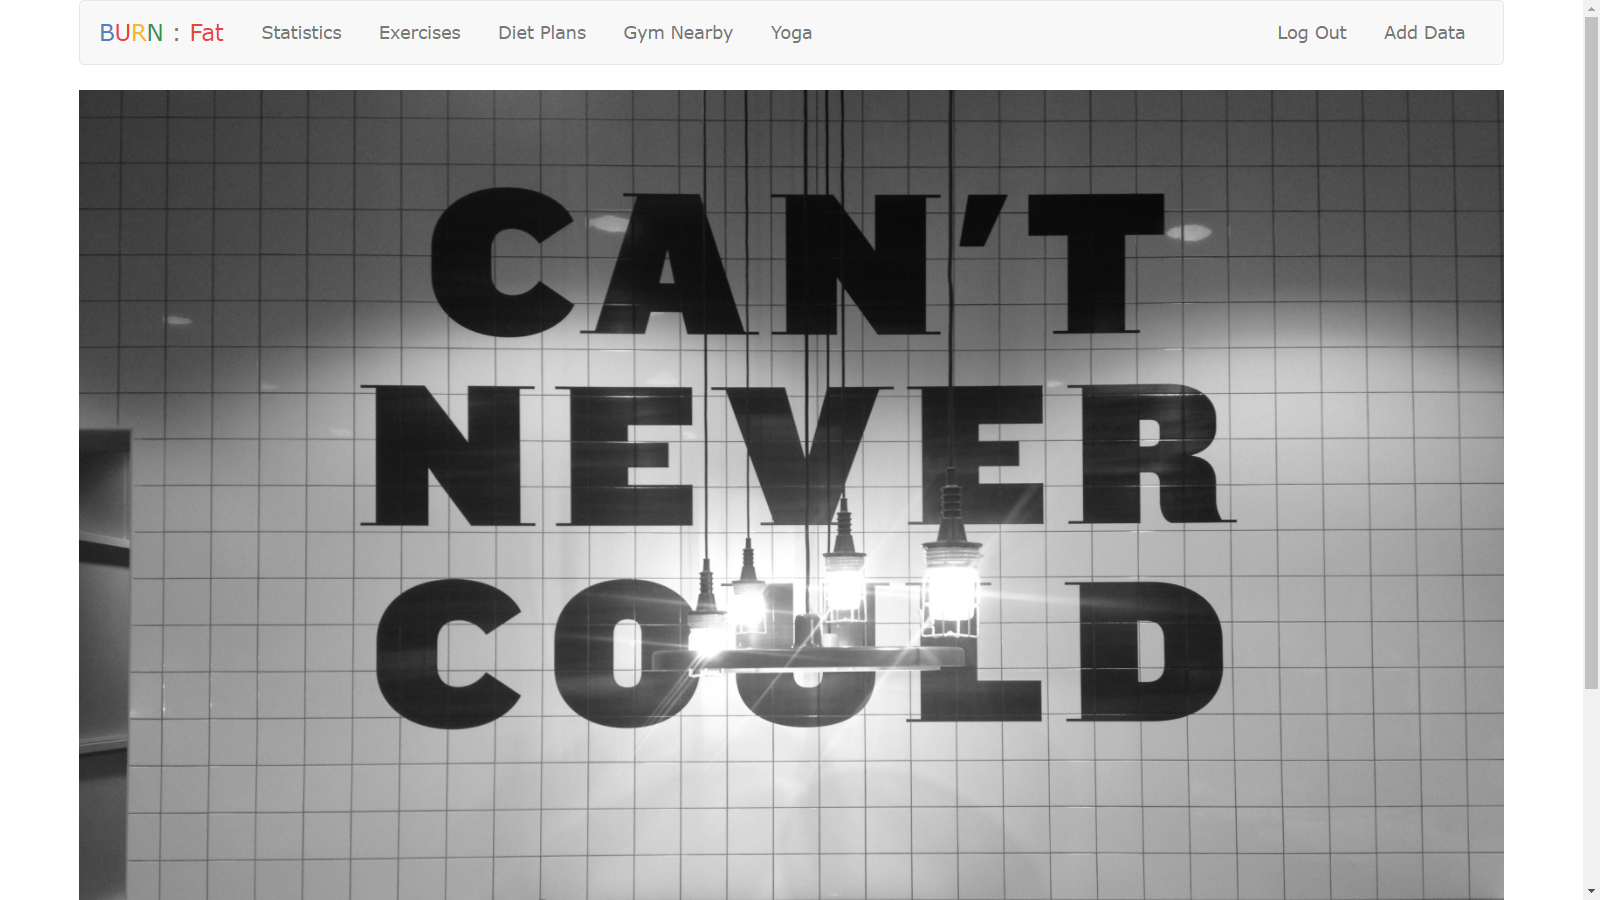 BURN : Fat Statistics Exercises Diet Plans Gym Nearby Yoga Log Out Add Data
CAN'T
NEVER
COULD